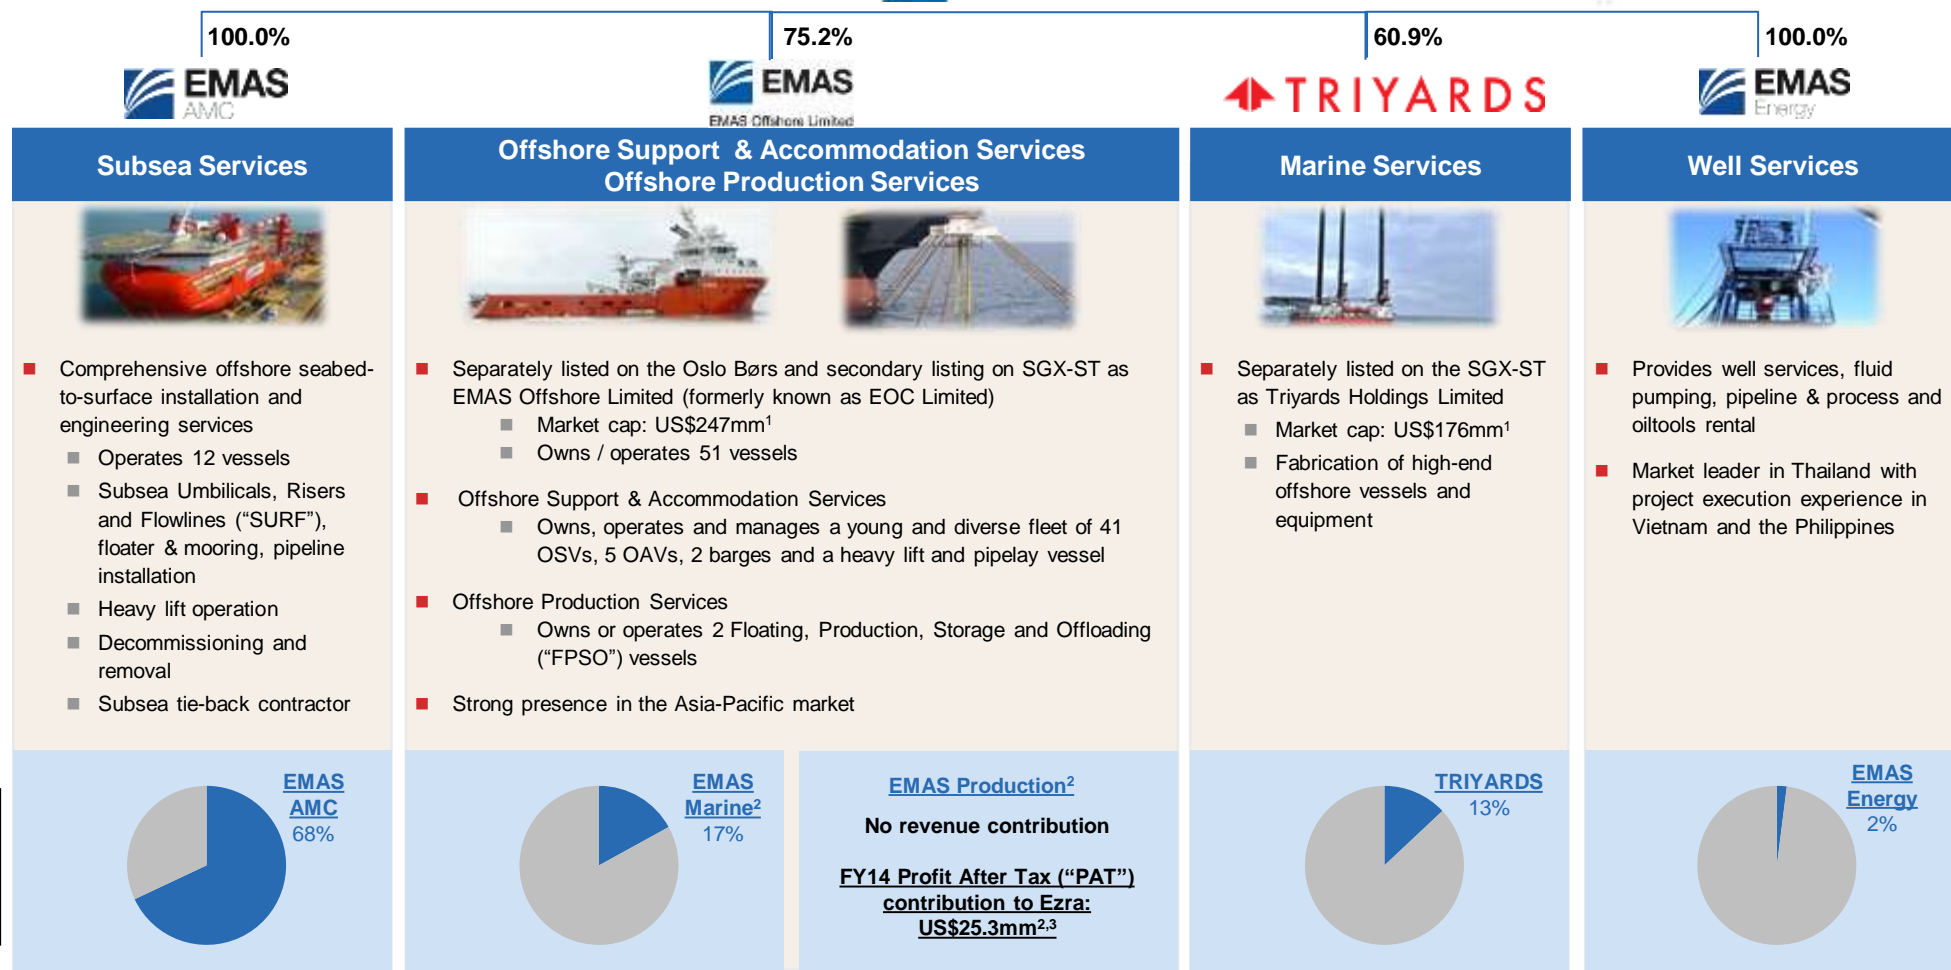 100.0%
75.2%
60.9%
100.0%
EMAS
AMC
EMAS
EMAS Offshore Limited
TRIYARDS
EMAS
Energy
Subsea Services
Offshore Support & Accommodation Services
Offshore Production Services
Marine Services
Well Services
Comprehensive offshore seabed-
to-surface installation and
engineering services
Operates 12 vessels
Subsea Umbilicals, Risers
and Flowlines (“SURF”),
floater & mooring, pipeline
installation
Heavy lift operation
Decommissioning and
removal
Subsea tie-back contractor
Separately listed on the Oslo Børs and secondary listing on SGX-ST as
EMAS Offshore Limited (formerly known as EOC Limited)
Market cap: US$247mm1
Owns / operates 51 vessels
Offshore Support & Accommodation Services
Owns, operates and manages a young and diverse fleet of 41
OSVs, 5 OAVs, 2 barges and a heavy lift and pipelay vessel
Offshore Production Services
Owns or operates 2 Floating, Production, Storage and Offloading
(“FPSO”) vessels
Strong presence in the Asia-Pacific market
Separately listed on the SGX-ST
as Triyards Holdings Limited
Market cap: US$176mm1
Fabrication of high-end
offshore vessels and
equipment
Provides well services, fluid
pumping, pipeline & process and
oiltools rental
Market leader in Thailand with
project execution experience in
Vietnam and the Philippines
EMAS
AMC
68%
EMAS
Marine2
17%
EMAS Production2
No revenue contribution
FY14 Profit After Tax (“PAT”)
contribution to Ezra:
US$25.3mm2,3
TRIYARDS
13%
EMAS
Energy
2%